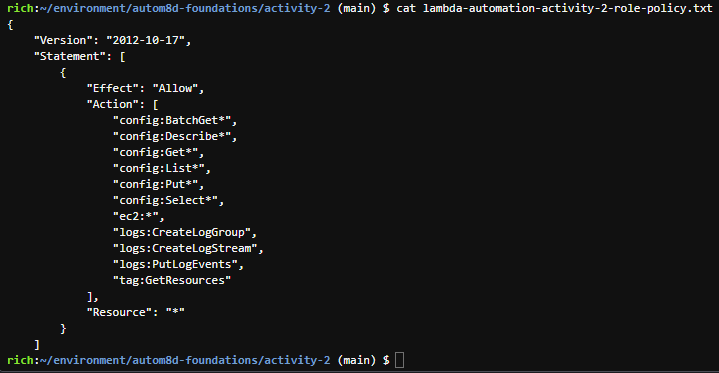 rich:~/environment/autom8d-foundations/activity-2 (main) $ cat lambda-automation-activity-2-role-policy.txt
{
    "Version": "2012-10-17",
    "Statement": [
        {
            "Effect": "Allow",
            "Action": [
                "config:BatchGet*",
                "config:Describe*",
                "config:Get*",
                "config:List*",
                "config:Put*",
                "config:Select*",
                "ec2:*",
                "logs:CreateLogGroup",
                "logs:CreateLogStream",
                "logs:PutLogEvents",
                "tag:GetResources"
            ],
            "Resource": "*"
        }
    ]
rich:~/environment/autom8d-foundations/activity-2 (main) $